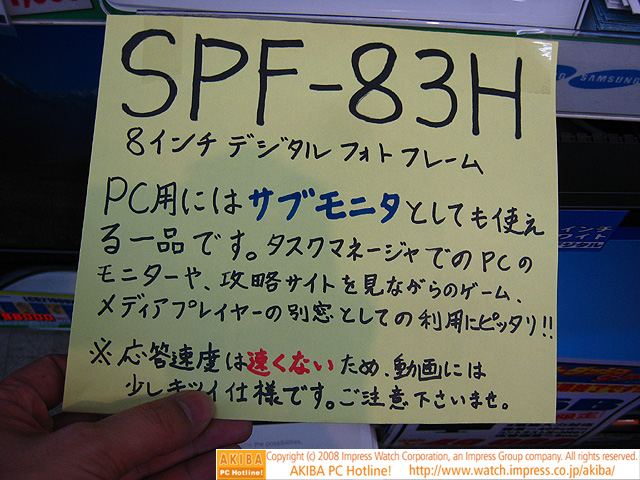 SPF-83H
8インチ デジタル フォト フレーム
PC用には サブモニタ としても使え
る一品です。タスクマネージャでのPCの
モニターや、攻略サイトを見ながらのゲーム、
メディアプレイヤーの別窓としての利用にピッタリ!!
※応答速度は速くないため、動画には
少しキツイ仕様です。ご注意下さいませ。
SAMSUNG
インチ
AKIBA
PC Hotline!
Copyright (c) 2008 Impress Watch Corporation, an Impress Group company. All rights reserved.
AKIBA PC Hotline! http://www.watch.impress.co.jp/akiba/